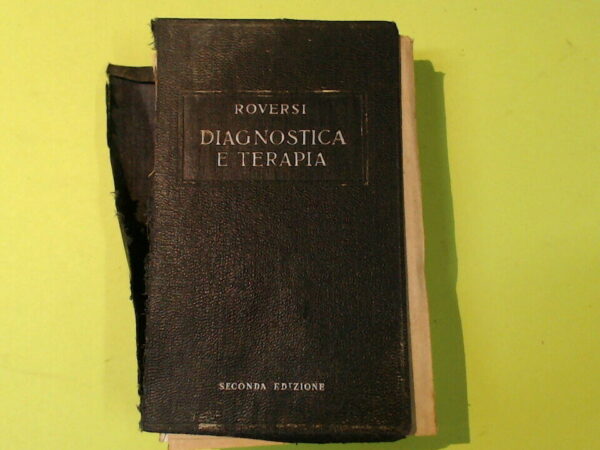 ROVERSI
DIAGNOSTICA
E TERAPIA
SECONDA EDIZIONE